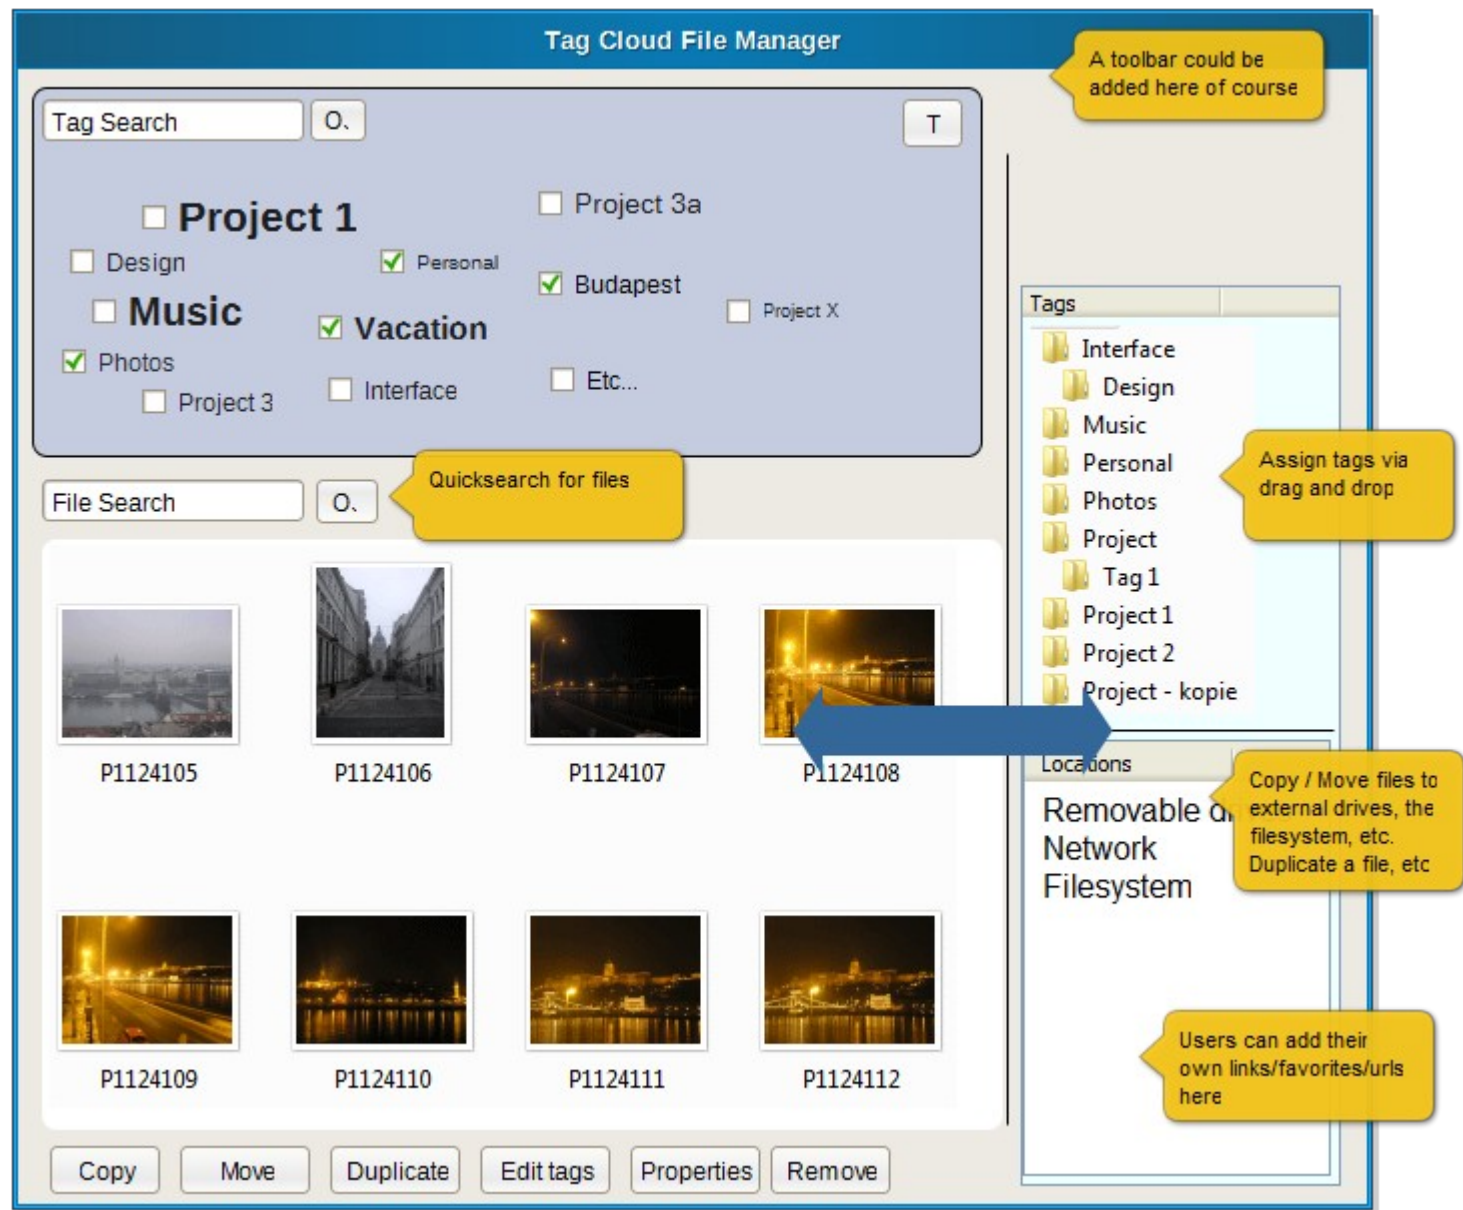 Tag Cloud File Manager
A toolbar could be
added here of course
Tag Search
T
Project 1
Project 3a
Design
Personal
Budapest
Music
Vacation
Project X
Photos
Project 3
Interface
Etc...
File Search
Quicksearch for files
Tags
Interface
Design
Music
Personal
Photos
Project
Tag 1
Project 1
Project 2
Project - kopie
Assign tags via
drag and drop
P1124105
P1124106
P1124107
P1124108
P1124109
P1124110
P1124111
P1124112
Locations
Removable
Network
Filesystem
Copy / Move files to
external drives, the
filesystem, etc.
Duplicate a file, etc
Users can add their
own links/favorites/urls
here
Copy
Move
Duplicate
Edit tags
Properties
Remove